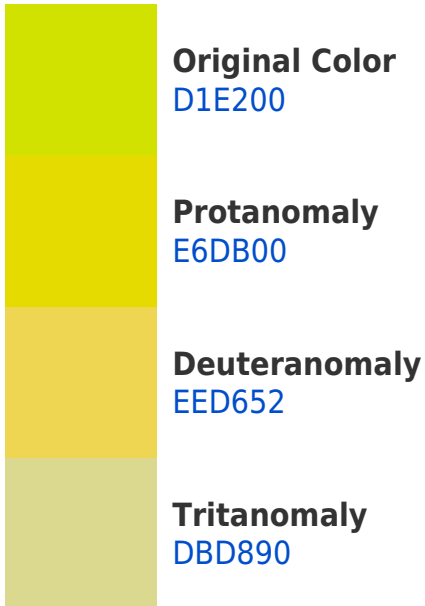 Original Color
D1E200
Protanomaly
E6DB00
Deuteranomaly
EED652
Tritanomaly
DBD890